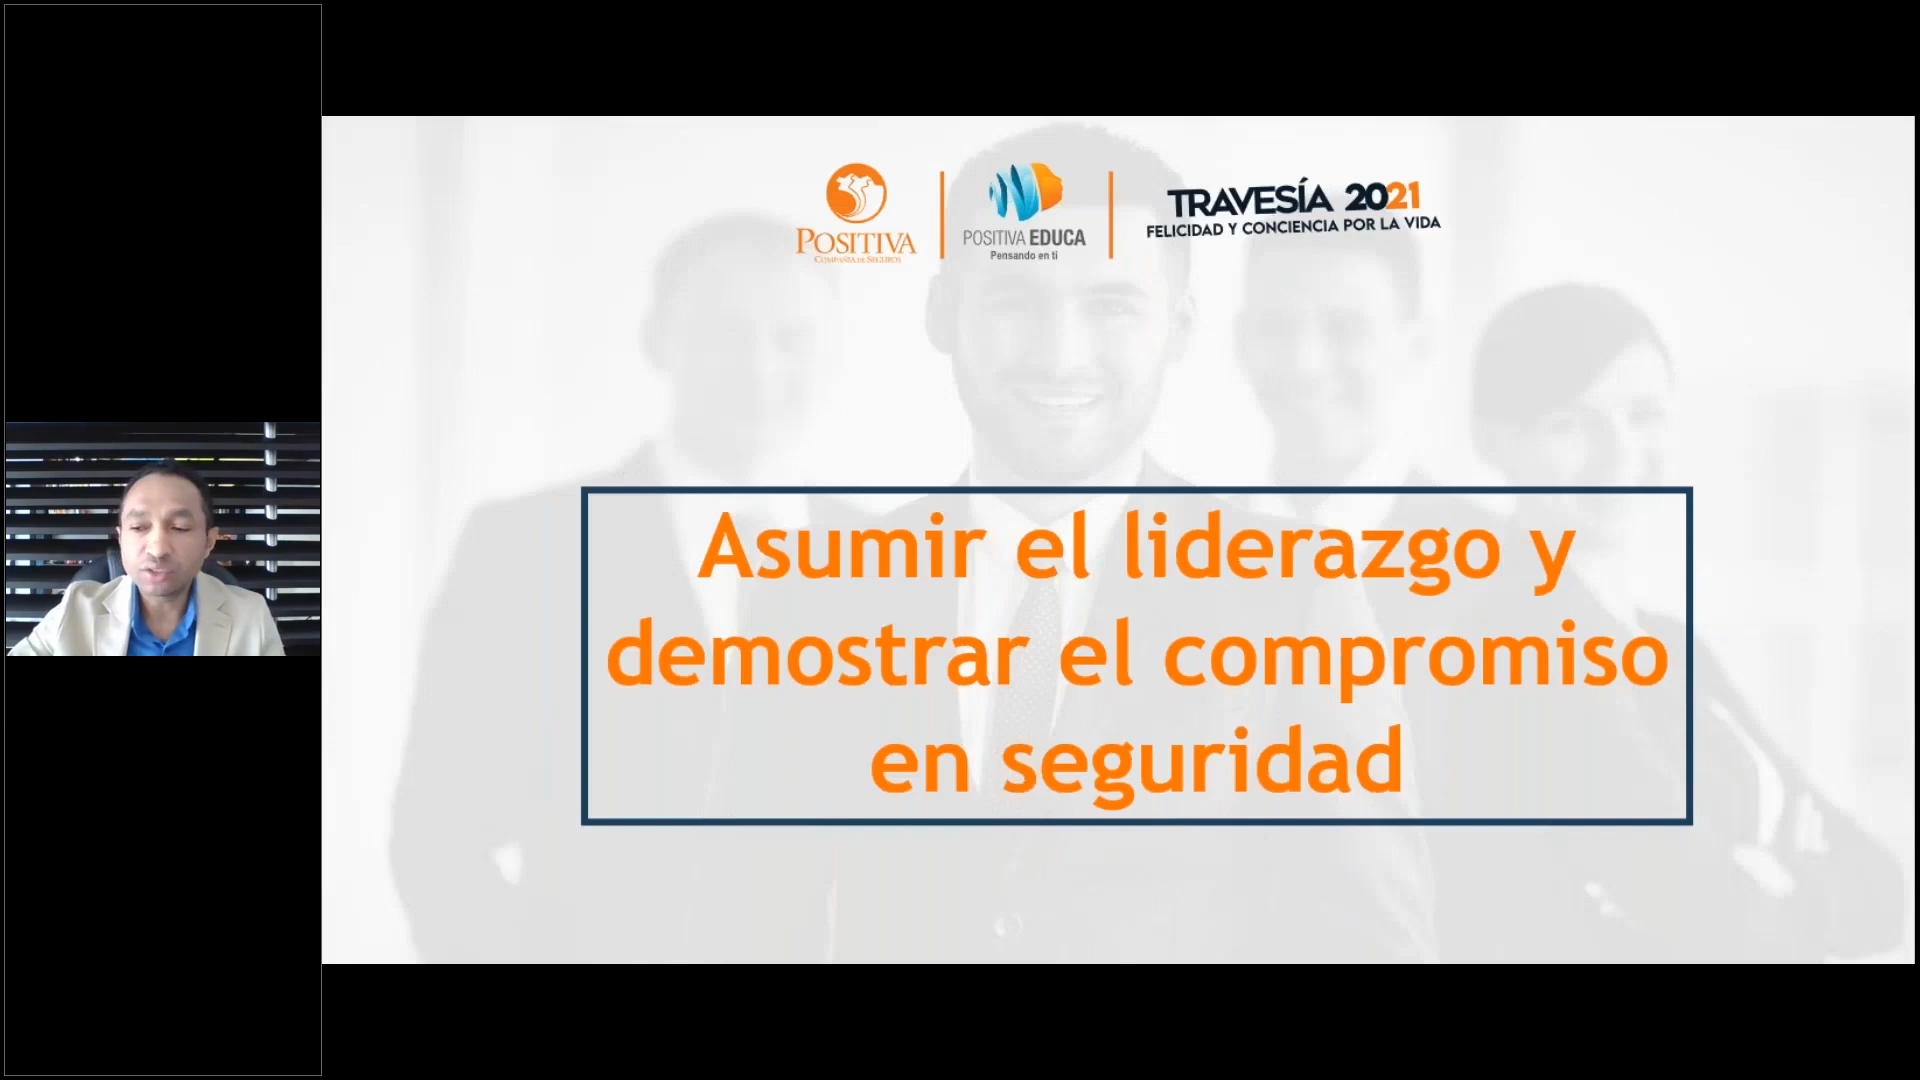 POSITIVA
COMPAÑÍA DE SEGUROS
POSITIVA EDUCA
Pensando en ti
TRAVESÍA 2021
FELICIDAD Y CONCIENCIA POR LA VIDA
Asumir el liderazgo y
demostrar el compromiso
en seguridad